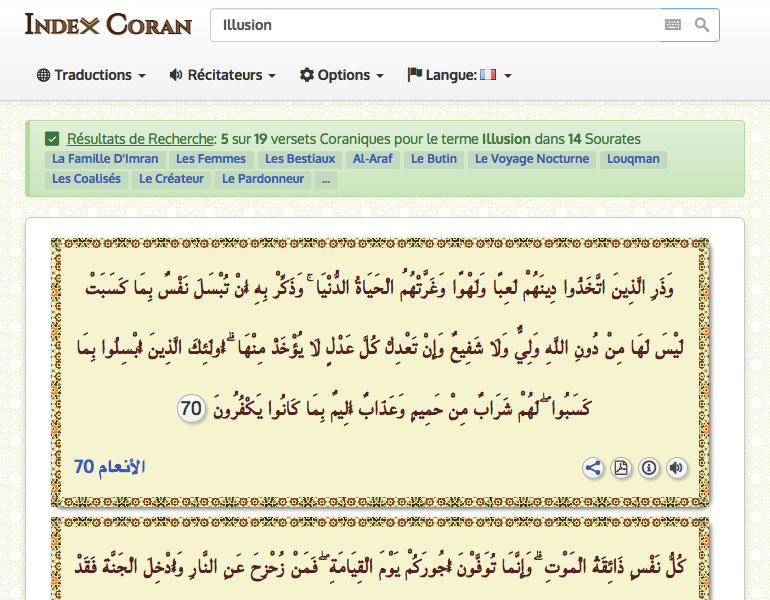 INDEX CORAN
Illusion
Traductions
Récitateurs
Options
Langue:
Résultats de Recherche: 5 sur 19 versets Coraniques pour le terme Illusion dans 14 Sourates
La Famille D'Imran Les Femmes Les Bestiaux Al-Araf Le Butin Le Voyage Nocturne Louqman
Les Coalisés Le Créateur Le Pardonneur ...
وَذَرِ الَّذِينَ اتَّخَذُوا دِينَهُمْ لَعِبًا وَلَهْوًا وَغَرَّتْهُمُ الْحَيَاةُ الدُّنْيَا ۚ وَذَكِّرْ بِهِ أَنْ تُبْسَلَ نَفْسٌ بِمَا كَسَبَتْ
لَيْسَ لَهَا مِنْ دُونِ اللَّهِ وَلِيٌّ وَلَا شَفِيعٌ وَإِنْ تَعْدِلْ كُلَّ عَدْلٍ لَا يُؤْخَذْ مِنْهَا ۗ أُولَٰئِكَ الَّذِينَ أُبْسِلُوا بِمَا
كَسَبُوا ۖ لَهُمْ شَرَابٌ مِنْ حَمِيمٍ وَعَذَابٌ أَلِيمٌ بِمَا كَانُوا يَكْفُرُونَ 70
الأنعام 70
كُلُّ نَفْسٍ ذَائِقَةُ الْمَوْتِ ۗ وَإِنَّمَا تُوَفَّوْنَ أُجُورَكُمْ يَوْمَ الْقِيَامَةِ ۖ فَمَنْ زُحْزِحَ عَنِ النَّارِ وَأُدْخِلَ الْجَنَّةَ فَقَدْ